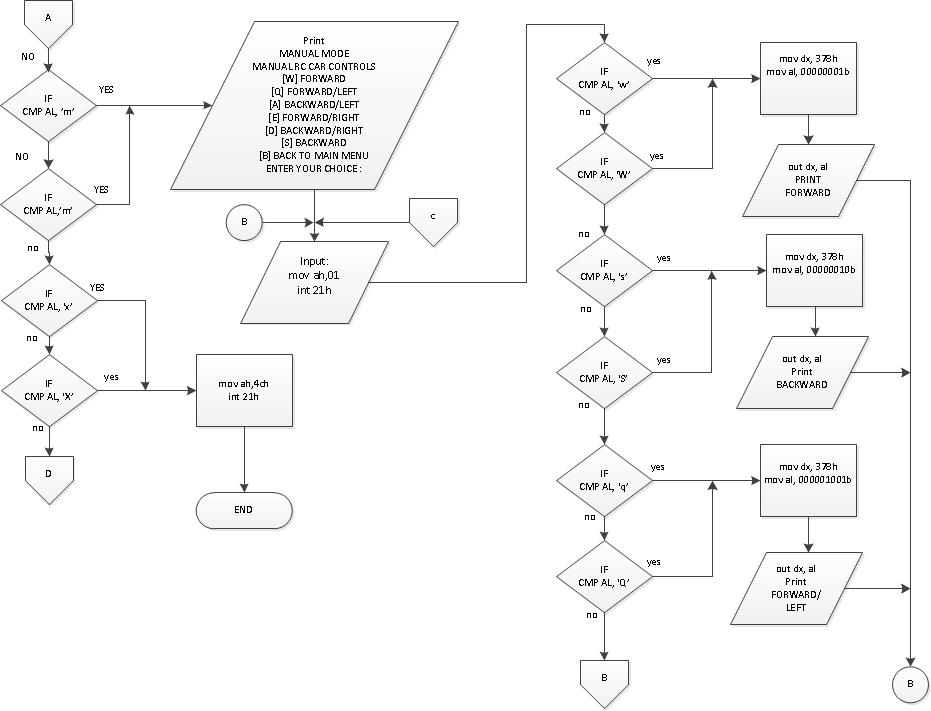 A
NO
IF
CMP AL, 'm'
YES
NO
IF
CMP AL,'m'
YES
no
IF
CMP AL, 'x'
YES
no
IF
CMP AL, 'X'
yes
no
D
mov ah,4ch
int 21h
END
Print
MANUAL MODE
MANUAL RC CAR CONTROLS
[W] FORWARD
[Q] FORWARD/LEFT
[A] BACKWARD/LEFT
[E] FORWARD/RIGHT
[D] BACKWARD/RIGHT
[S] BACKWARD
[B] BACK TO MAIN MENU
ENTER YOUR CHOICE :
B
c
Input:
mov ah,01
int 21h
IF
CMP AL, 'w'
yes
no
IF
CMP AL, 'W'
yes
no
mov dx, 378h
mov al, 00000001b
out dx, al
PRINT
FORWARD
IF
CMP AL, 's'
yes
no
IF
CMP AL, 'S'
yes
no
mov dx, 378h
mov al, 00000010b
out dx, al
Print
BACKWARD
IF
CMP AL, 'q'
yes
no
IF
CMP AL, 'Q'
yes
no
mov dx, 378h
mov al, 000001001b
out dx, al
Print
FORWARD/
LEFT
B
B